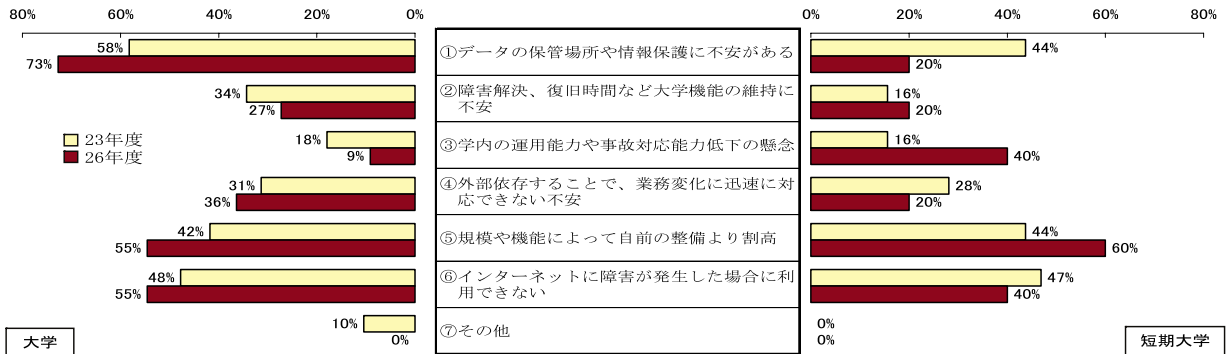 80% 60% 40% 20% 0% 0% 20% 40% 60% 80%
58% ①データの保管場所や情報保護に不安がある 44%
73% 20%
34% ②障害解決、復旧時間など大学機能の維持に 16%
27% 不安 20%
23年度
26年度
18% ③学内の運用能力や事故対応能力低下の懸念 16%
9% 40%
31% ④外部依存することで、業務変化に迅速に対 28%
36% 応できない不安 20%
42% ⑤規模や機能によって自前の整備より割高 44%
55% 60%
48% ⑥インターネットに障害が発生した場合に利 47%
55% 用できない 40%
10% ⑦その他 0%
0% 0%
大学 短期大学